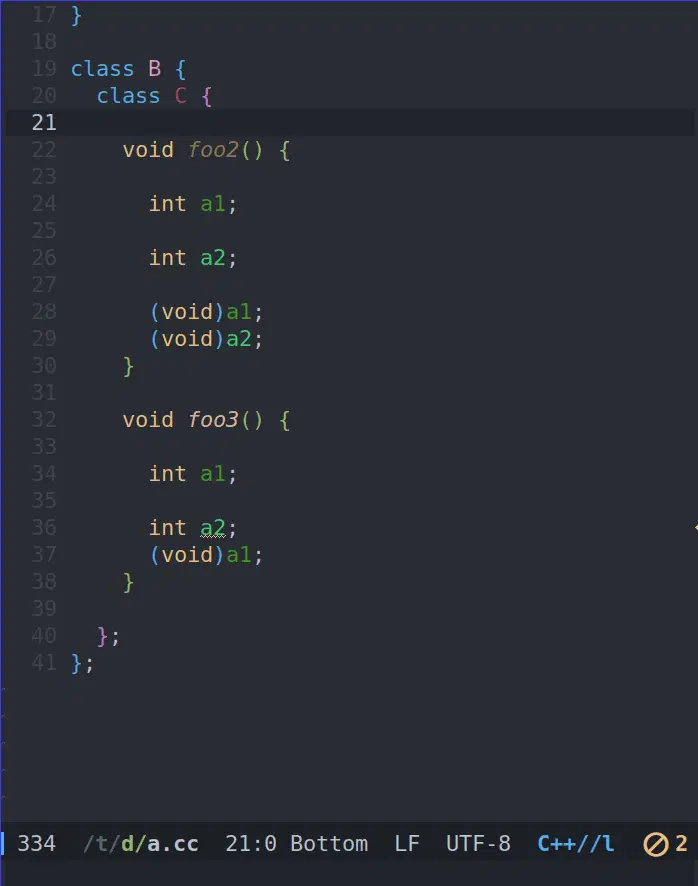 17 }
18
19 class B {
20   class C {
21
22     void foo2() {
23
24       int a1;
25
26       int a2;
27
28       (void)a1;
29       (void)a2;
30     }
31
32     void foo3() {
33
34       int a1;
35
36       int a2;
37       (void)a1;
38     }
39
40   };
41 };
334 /t/d/a.cc 21:0 Bottom LF UTF-8 C++//l 2